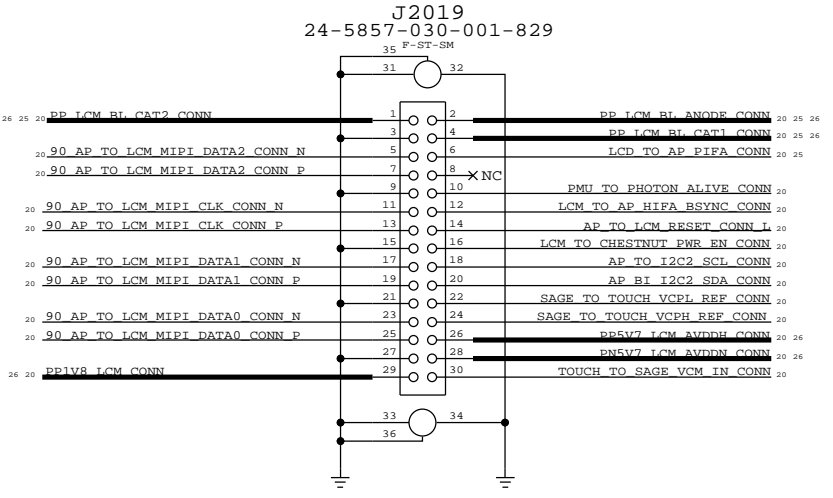 J2019
24-5857-030-001-829
F-ST-SM
35
31 32
26 25 20 PP_LCM_BL_CAT2_CONN 1 2 PP_LCM_BL_ANODE_CONN 20 25 26
3 4 PP_LCM_BL_CAT1_CONN 20 25 26
20 90_AP_TO_LCM_MIPI_DATA2_CONN_N 5 6 LCD_TO_AP_PIFA_CONN 20 25
20 90_AP_TO_LCM_MIPI_DATA2_CONN_P 7 8 NC
9 10 PMU_TO_PHOTON_ALIVE_CONN 20
20 90_AP_TO_LCM_MIPI_CLK_CONN_N 11 12 LCM_TO_AP_HIFA_BSYNC_CONN 20
20 90_AP_TO_LCM_MIPI_CLK_CONN_P 13 14 AP_TO_LCM_RESET_CONN_L 20
15 16 LCM_TO_CHESTNUT_PWR_EN_CONN 20
20 90_AP_TO_LCM_MIPI_DATA1_CONN_N 17 18 AP_TO_I2C2_SCL_CONN 20
20 90_AP_TO_LCM_MIPI_DATA1_CONN_P 19 20 AP_BI_I2C2_SDA_CONN 20
21 22 SAGE_TO_TOUCH_VCPL_REF_CONN 20
20 90_AP_TO_LCM_MIPI_DATA0_CONN_N 23 24 SAGE_TO_TOUCH_VCPH_REF_CONN 20
20 90_AP_TO_LCM_MIPI_DATA0_CONN_P 25 26 PP5V7_LCM_AVDDH_CONN 20 26
27 28 PN5V7_LCM_AVDDN_CONN 20 26
26 20 PP1V8_LCM_CONN 29 30 TOUCH_TO_SAGE_VCM_IN_CONN 20
33 34
36